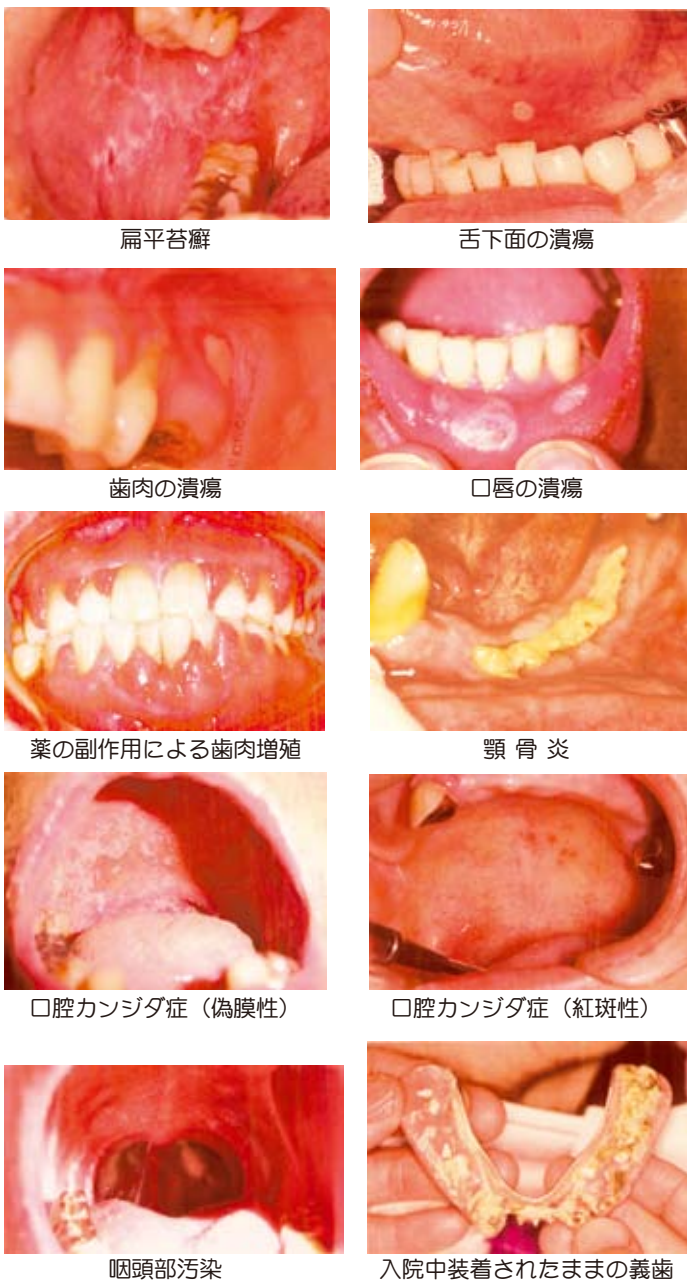 扁平苔癬
舌下面の潰瘍
歯肉の潰瘍
口唇の潰瘍
薬の副作用による歯肉増殖
顎 骨 炎
口腔カンジダ症（偽膜性）
口腔カンジダ症（紅斑性）
咽頭部汚染
入院中装着されたままの義歯